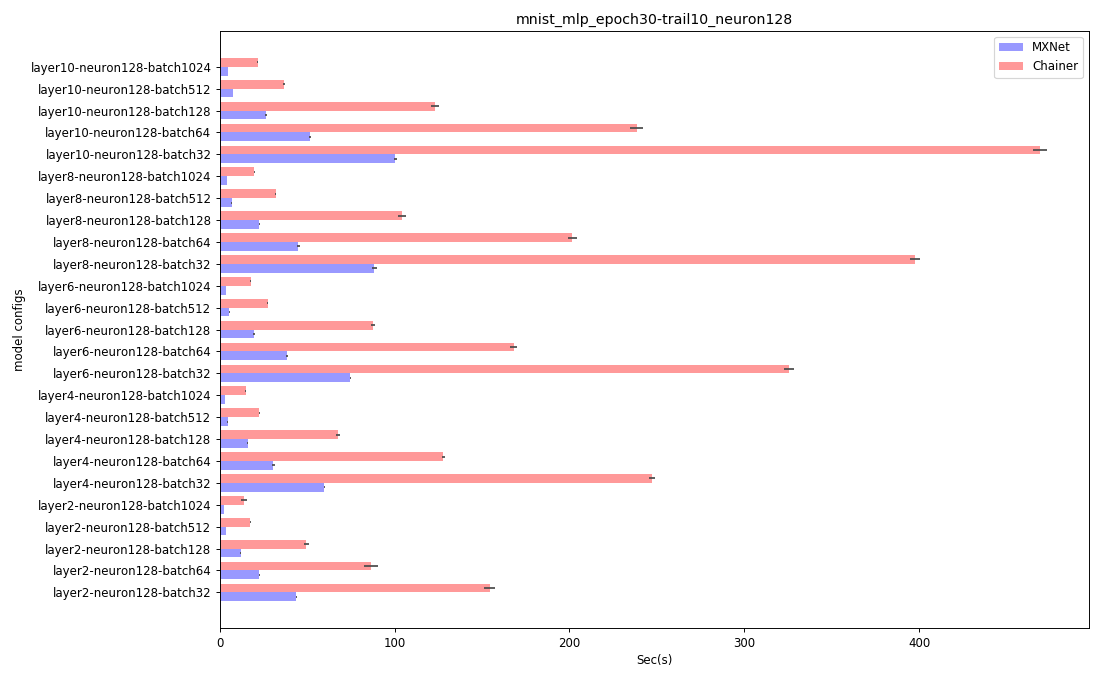 mnist_mlp_epoch30-trail10_neuron128
MXNet
Chainer
model configs
layer10-neuron128-batch1024
layer10-neuron128-batch512
layer10-neuron128-batch128
layer10-neuron128-batch64
layer10-neuron128-batch32
layer8-neuron128-batch1024
layer8-neuron128-batch512
layer8-neuron128-batch128
layer8-neuron128-batch64
layer8-neuron128-batch32
layer6-neuron128-batch1024
layer6-neuron128-batch512
layer6-neuron128-batch128
layer6-neuron128-batch64
layer6-neuron128-batch32
layer4-neuron128-batch1024
layer4-neuron128-batch512
layer4-neuron128-batch128
layer4-neuron128-batch64
layer4-neuron128-batch32
layer2-neuron128-batch1024
layer2-neuron128-batch512
layer2-neuron128-batch128
layer2-neuron128-batch64
layer2-neuron128-batch32
0 100 200 300 400
Sec(s)